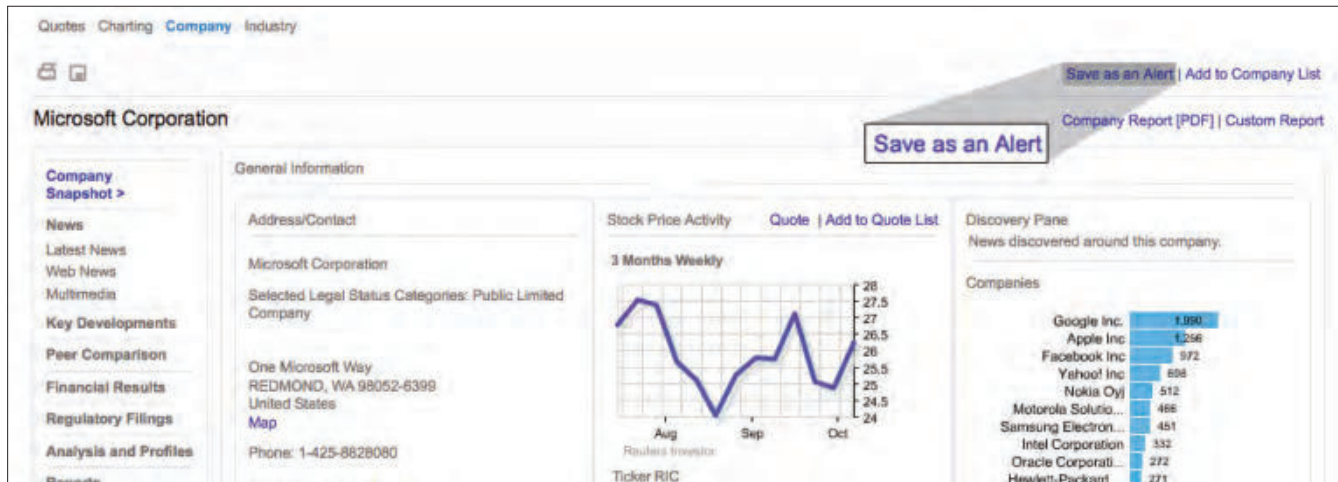 Quotes Charting Company Industry
Save as an Alert | Add to Company List
Microsoft Corporation
Company Report [PDF] | Custom Report
Save as an Alert
Company
Snapshot >
News
Latest News
Web News
Multimedia
Key Developments
Peer Comparison
Financial Results
Regulatory Filings
Analysis and Profiles
Reports
General Information
Address/Contact
Microsoft Corporation
Selected Legal Status Categories: Public Limited
Company
One Microsoft Way
REDMOND, WA 98052-6399
United States
Map
Phone: 1-425-8828080
Stock Price Activity Quote | Add to Quote List
3 Months Weekly
28
27.5
27
26.5
26
25.5
25
24.5
24
Aug Sep Oct
Reuters Investor
Ticker RIC
Discovery Pane
News discovered around this company.
Companies
Google Inc. 1,990
Apple Inc 1,256
Facebook Inc 972
Yahoo! Inc 698
Nokia Oyj 512
Motorola Solutio... 466
Samsung Electron... 451
Intel Corporation 332
Oracle Corporati... 272
Hewlett-Packard ... 271